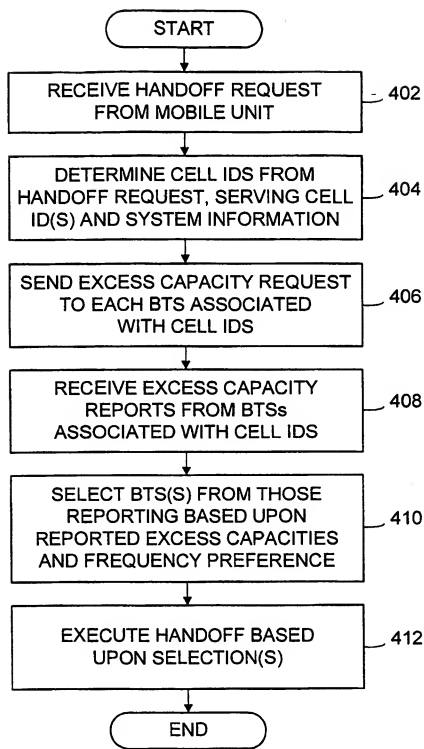 START
RECEIVE HANDOFF REQUEST
FROM MOBILE UNIT
402
DETERMINE CELL IDS FROM
HANDOFF REQUEST, SERVING CELL
ID(S) AND SYSTEM INFORMATION
404
SEND EXCESS CAPACITY REQUEST
TO EACH BTS ASSOCIATED
WITH CELL IDS
406
RECEIVE EXCESS CAPACITY
REPORTS FROM BTSs
ASSOCIATED WITH CELL IDS
408
SELECT BTS(S) FROM THOSE
REPORTING BASED UPON
REPORTED EXCESS CAPACITIES
AND FREQUENCY PREFERENCE
410
EXECUTE HANDOFF BASED
UPON SELECTION(S)
412
END